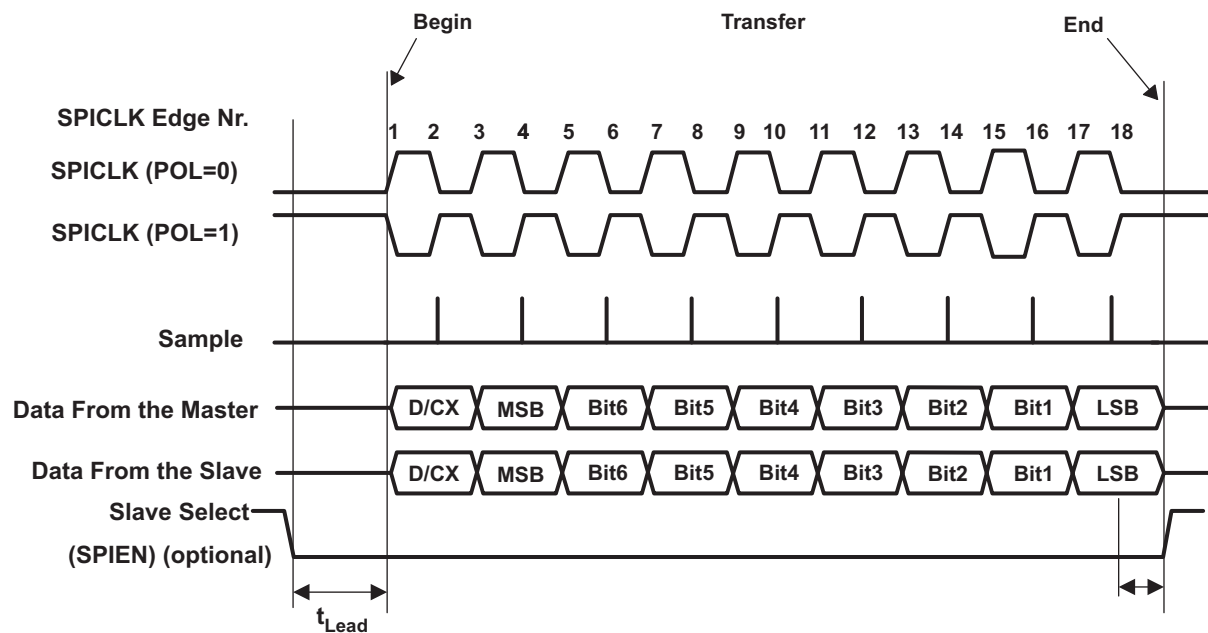 Begin Transfer End
SPICLK Edge Nr.
1 2 3 4 5 6 7 8 9 10 11 12 13 14 15 16 17 18
SPICLK (POL=0)
SPICLK (POL=1)
Sample
Data From the Master D/CX MSB Bit6 Bit5 Bit4 Bit3 Bit2 Bit1 LSB
Data From the Slave D/CX MSB Bit6 Bit5 Bit4 Bit3 Bit2 Bit1 LSB
Slave Select
(SPIEN) (optional)
tLead